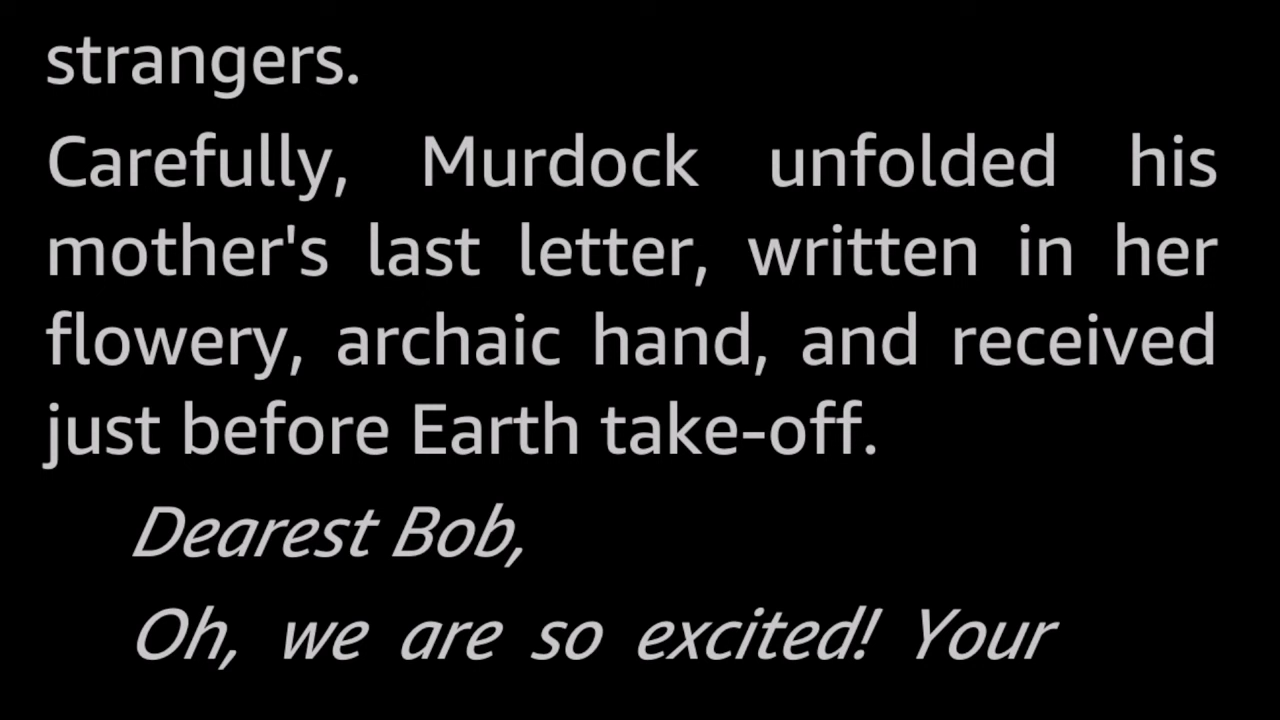 strangers.
Carefully, Murdock unfolded his
mother's last letter, written in her
flowery, archaic hand, and received
just before Earth take-off.
Dearest Bob,
Oh, we are so excited! Your